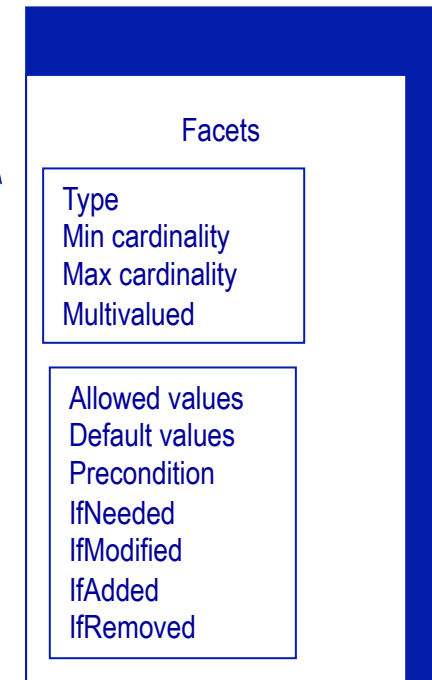 Facets
Type
Min cardinality
Max cardinality
Multivalued
Allowed values
Default values
Precondition
IfNeeded
IfModified
IfAdded
IfRemoved